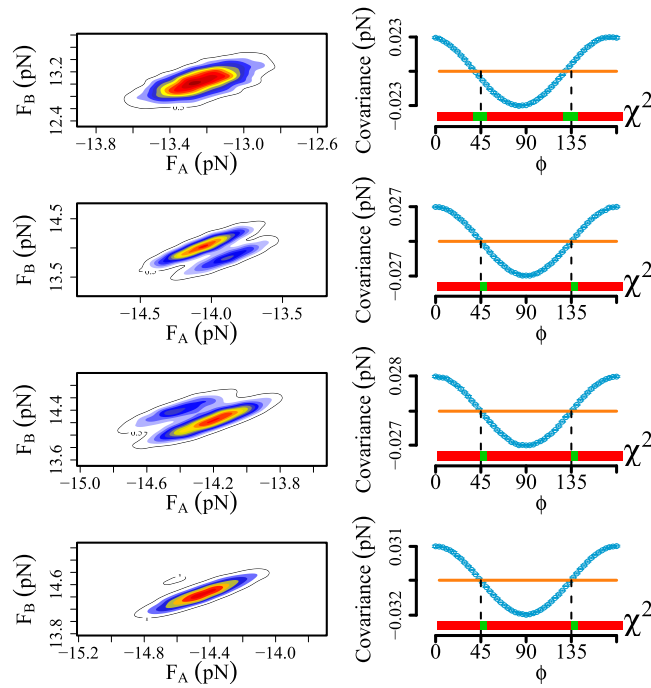 F_B (pN)
12.4 13.2
0.5
−13.8 −13.4 −13.0 −12.6
F_A (pN)
Covariance (pN)
−0.023 0.023
χ²
0 45 90 135
ϕ
F_B (pN)
13.5 14.5
−14.5 −14.0 −13.5
F_A (pN)
Covariance (pN)
−0.027 0.027
χ²
0 45 90 135
ϕ
F_B (pN)
13.6 14.4
−15.0 −14.6 −14.2 −13.8
F_A (pN)
Covariance (pN)
−0.027 0.028
χ²
0 45 90 135
ϕ
F_B (pN)
13.8 14.6
−15.2 −14.8 −14.4 −14.0
F_A (pN)
Covariance (pN)
−0.032 0.031
χ²
0 45 90 135
ϕ